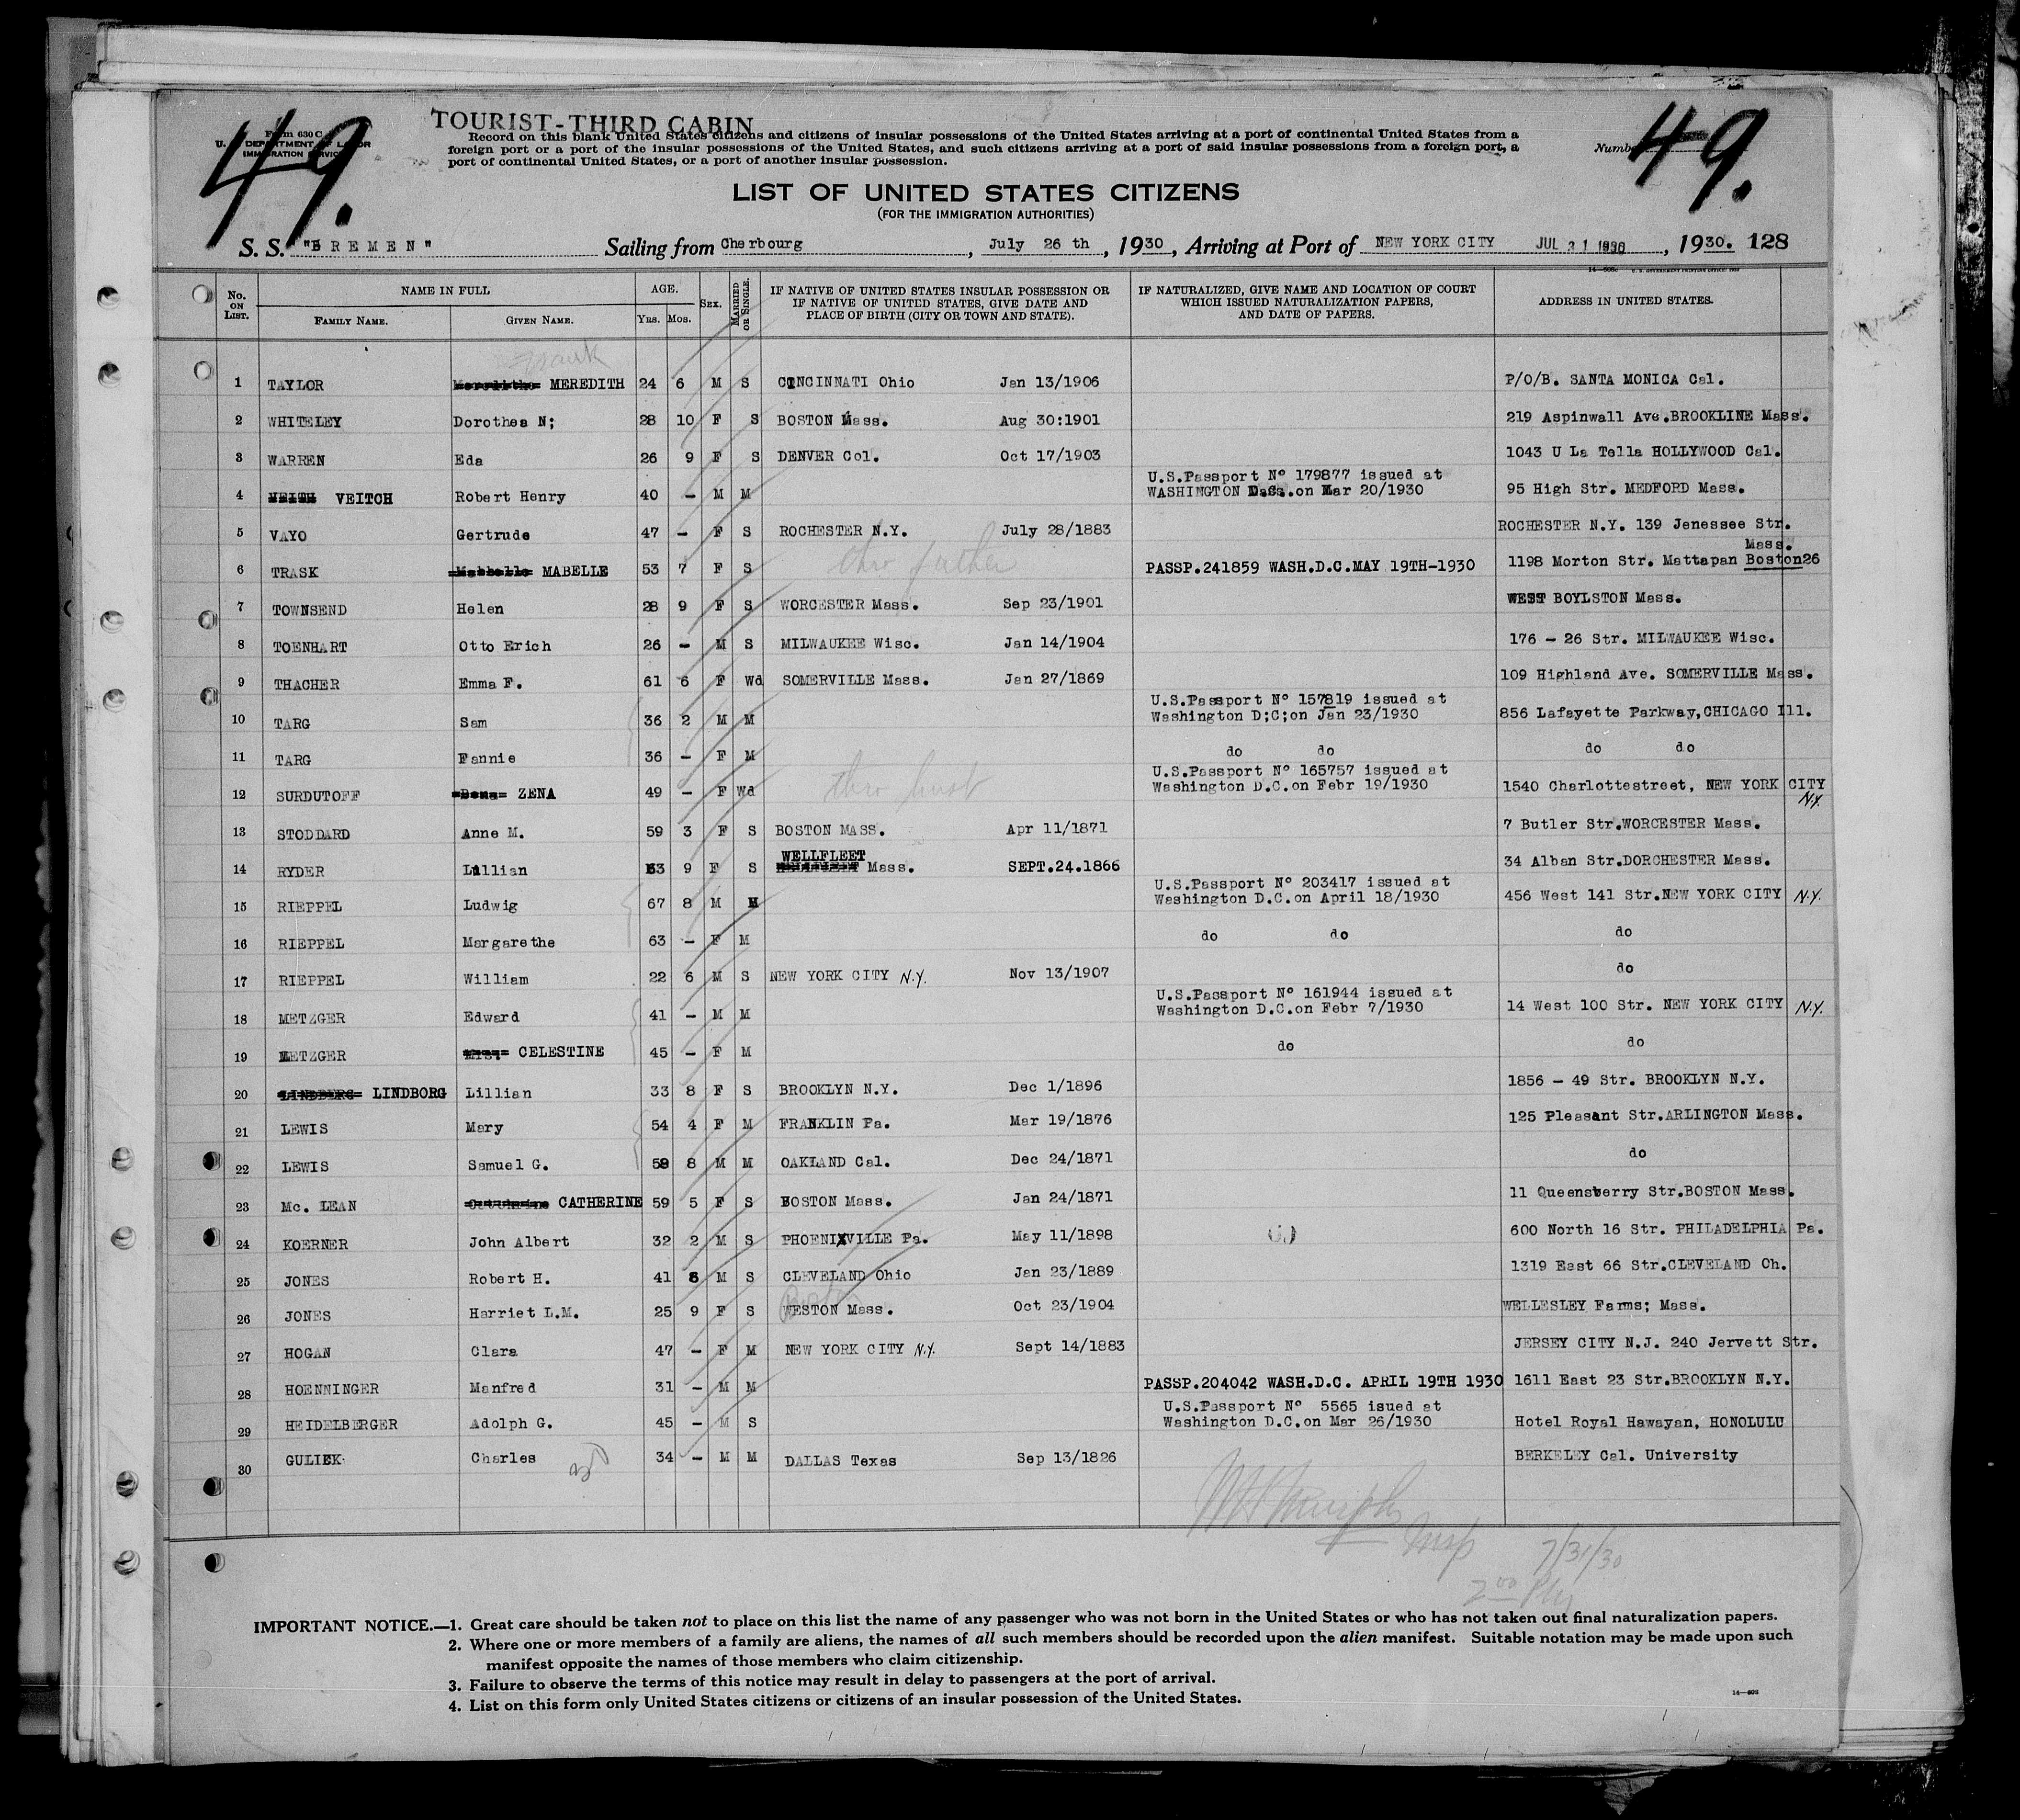 49.
Form 630 C
U. S. DEPARTMENT OF LABOR
IMMIGRATION SERVICE
TOURIST-THIRD CABIN
Record on this blank United States citizens and citizens of insular possessions of the United States arriving at a port of continental United States from a
foreign port or a port of the insular possessions of the United States, and such citizens arriving at a port of said insular possessions from a foreign port, a
port of continental United States, or a port of another insular possession.
Number 49.
LIST OF UNITED STATES CITIZENS
(FOR THE IMMIGRATION AUTHORITIES)
S. S. "BREMEN" Sailing from Cherbourg, July 26 th, 1930, Arriving at Port of NEW YORK CITY JUL 31 1930, 1930. 128
No. ON LIST. NAME IN FULL FAMILY NAME. GIVEN NAME. AGE. YRS. MOS. SEX. MARRIED OR SINGLE. IF NATIVE OF UNITED STATES INSULAR POSSESSION OR IF NATIVE OF UNITED STATES, GIVE DATE AND PLACE OF BIRTH (CITY OR TOWN AND STATE). IF NATURALIZED, GIVE NAME AND LOCATION OF COURT WHICH ISSUED NATURALIZATION PAPERS, AND DATE OF PAPERS. ADDRESS IN UNITED STATES.
Frank
1 TAYLOR MEREDITH 24 6 M S CINCINNATI Ohio Jan 13/1906 P/O/B. SANTA MONICA Cal.
2 WHITELEY Dorothea N; 28 10 F S BOSTON Mass. Aug 30:1901 219 Aspinwall Ave.BROOKLINE Mass.
3 WARREN Eda 26 9 F S DENVER Col. Oct 17/1903 1043 U La Tella HOLLYWOOD Cal.
4 VEITCH Robert Henry 40 - M M U.S.Passport Nº 179877 issued at WASHINGTON on Mar 20/1930 95 High Str. MEDFORD Mass.
5 VAYO Gertrude 47 - F S ROCHESTER N.Y. July 28/1883 ROCHESTER N.Y. 139 Jenessee Str.
6 TRASK MABELLE 53 7 F S thro father PASSP.241859 WASH.D.C.MAY 19TH-1930 1198 Morton Str. Mattapan Boston26 Mass.
7 TOWNSEND Helen 28 9 F S WORCESTER Mass. Sep 23/1901 WEST BOYLSTON Mass.
8 TOENHART Otto Erich 26 - M S MILWAUKEE Wisc. Jan 14/1904 176 - 26 Str. MILWAUKEE Wisc.
9 THACHER Emma F. 61 6 F Wd SOMERVILLE Mass. Jan 27/1869 109 Highland Ave. SOMERVILLE Mass.
10 TARG Sam 36 2 M M U.S.Passport Nº 157819 issued at Washington D;C;on Jan 23/1930 856 Lafayette Parkway,CHICAGO Ill.
11 TARG Fannie 36 - F M do do do do
12 SURDUTOFF ZENA 49 - F Wd thro husb U.S.Passport Nº 165757 issued at Washington D.C.on Febr 19/1930 1540 Charlottestreet, NEW YORK CITY N.Y.
13 STODDARD Anne M. 59 3 F S BOSTON MASS. Apr 11/1871 7 Butler Str.WORCESTER Mass.
14 RYDER Lillian 63 9 F S WELLFLEET Mass. SEPT.24.1866 34 Alban Str.DORCHESTER Mass.
15 RIEPPEL Ludwig 67 8 M M U.S.Passport Nº 203417 issued at Washington D.C.on April 18/1930 456 West 141 Str.NEW YORK CITY N.Y.
16 RIEPPEL Margarethe 63 - F M do do do
17 RIEPPEL William 22 6 M S NEW YORK CITY N.Y. Nov 13/1907 do
18 METZGER Edward 41 - M M U.S.Passport Nº 161944 issued at Washington D.C.on Febr 7/1930 14 West 100 Str. NEW YORK CITY N.Y.
19 METZGER CELESTINE 45 - F M do do
20 LINDBERG LINDBORG Lillian 33 8 F S BROOKLYN N.Y. Dec 1/1896 1856 - 49 Str. BROOKLYN N.Y.
21 LEWIS Mary 54 4 F M FRANKLIN Pa. Mar 19/1876 125 Pleasant Str.ARLINGTON Mass.
22 LEWIS Samuel G. 58 8 M M OAKLAND Cal. Dec 24/1871 do
23 Mc. LEAN CATHERINE 59 5 F S BOSTON Mass. Jan 24/1871 11 Queensberry Str.BOSTON Mass.
24 KOERNER John Albert 32 2 M S PHOENIXVILLE Pa. May 11/1898 600 North 16 Str. PHILADELPHIA Pa.
25 JONES Robert H. 41 6 M S CLEVELAND Ohio Jan 23/1889 1319 East 66 Str.CLEVELAND Oh.
26 JONES Harriet L.M. 25 9 F S WESTON Mass. Oct 23/1904 WELLESLEY Farms; Mass.
27 HOGAN Clara 47 - F M NEW YORK CITY N.Y. Sept 14/1883 JERSEY CITY N.J. 240 Jervett Str.
28 HOENNINGER Manfred 31 - M M PASSP.204042 WASH.D.C. APRIL 19TH 1930 1611 East 23 Str.BROOKLYN N.Y.
29 HEIDELBERGER Adolph G. 45 - M S U.S.Passport Nº 5565 isued at Washington D.C.on Mar 26/1930 Hotel Royal Hawayan, HONOLULU
30 GULICK Charles 34 - M M DALLAS Texas Sep 13/1826 BERKELEY Cal. University
7/31/30
IMPORTANT NOTICE.—1. Great care should be taken not to place on this list the name of any passenger who was not born in the United States or who has not taken out final naturalization papers.
2. Where one or more members of a family are aliens, the names of all such members should be recorded upon the alien manifest. Suitable notation may be made upon such
manifest opposite the names of those members who claim citizenship.
3. Failure to observe the terms of this notice may result in delay to passengers at the port of arrival.
4. List on this form only United States citizens or citizens of an insular possession of the United States.